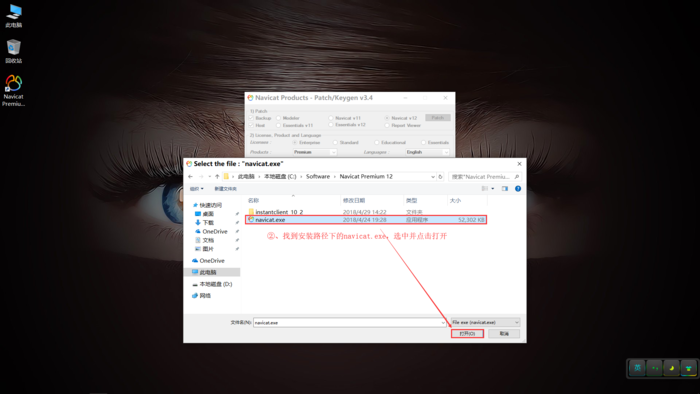 此电脑
回收站
Navicat
Premiu...
Navicat Products - Patch/Keygen v3.4
1) Patch
Backup
Modeler
Navicat v11
Navicat v12
Patch
Host
Essentials v11
Essentials v12
Report Viewer
2) License, Product and Language
License:
Enterprise
Standard
Educational
Essentials
Products:
Premium
Languages:
English
Select the file : "navicat.exe"
此电脑 › 本地磁盘 (C:) › Software › Navicat Premium 12
搜索"Navicat Premium...
组织
新建文件夹
名称
修改日期
类型
大小
快速访问
桌面
下载
OneDrive
文档
图片
OneDrive
此电脑
本地磁盘 (D:)
网络
instantclient_10_2
2018/4/29 14:22
文件夹
navicat.exe
2018/4/24 19:28
应用程序
52,302 KB
②、找到安装路径下的navicat.exe，选中并点击打开
文件名(N):
navicat.exe
File exe (navicat.exe)
打开(O)
取消
英